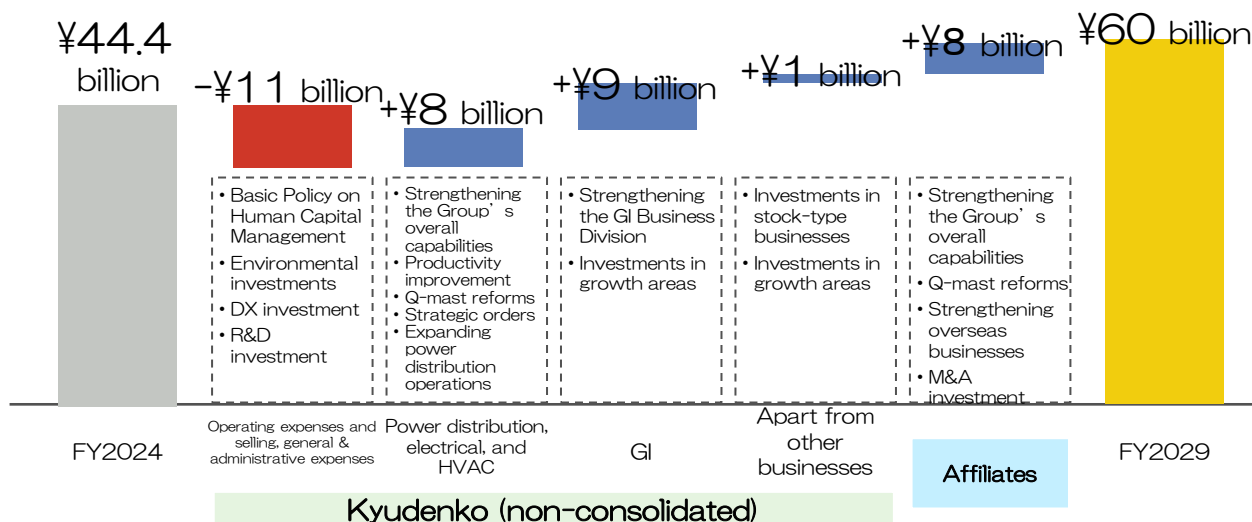 ¥44.4
billion
-¥11 billion
+¥8 billion
+¥9 billion
+¥1 billion
+¥8 billion
¥60 billion
• Basic Policy on
Human Capital
Management
• Environmental
investments
• DX investment
• R&D
investment
• Strengthening
the Group's
overall
capabilities
• Productivity
improvement
• Q-mast reforms
• Strategic orders
• Expanding
power
distribution
operations
• Strengthening
the GI Business
Division
• Investments in
growth areas
• Investments in
stock-type
businesses
• Investments in
growth areas
• Strengthening
the Group's
overall
capabilities
• Q-mast reforms
• Strengthening
overseas
businesses
• M&A
investment
FY2024
Operating expenses and
selling, general &
administrative expenses
Power distribution,
electrical, and
HVAC
GI
Apart from
other
businesses
Affiliates
FY2029
Kyudenko (non-consolidated)